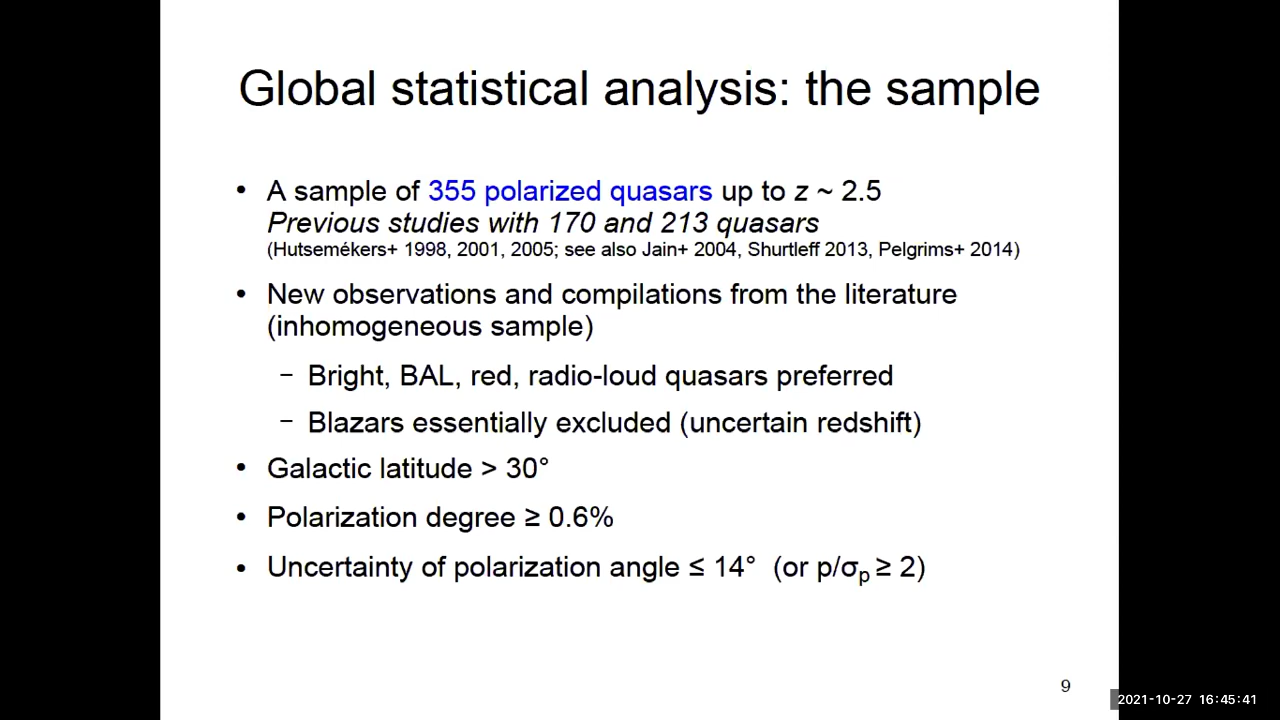 Global statistical analysis: the sample
• A sample of 355 polarized quasars up to z ~ 2.5
Previous studies with 170 and 213 quasars
(Hutsemékers+ 1998, 2001, 2005; see also Jain+ 2004, Shurtleff 2013, Pelgrims+ 2014)
• New observations and compilations from the literature
(inhomogeneous sample)
– Bright, BAL, red, radio-loud quasars preferred
– Blazars essentially excluded (uncertain redshift)
• Galactic latitude > 30°
• Polarization degree ≥ 0.6%
• Uncertainty of polarization angle ≤ 14° (or p/σp ≥ 2)
9
2021-10-27 16:45:41